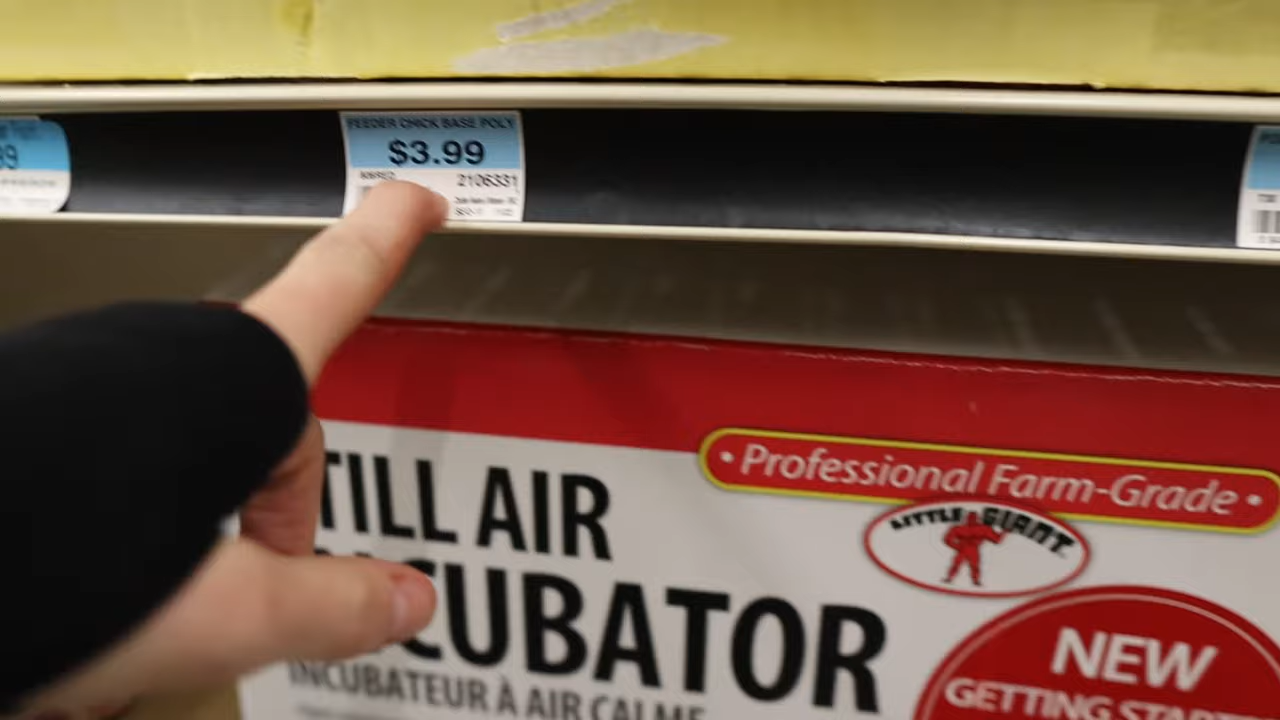 FEEDER CHICK BASE POLY
$3.99
2106331
TILL AIR
CUBATOR
INCUBATEUR À AIR CALME
• Professional Farm-Grade •
LITTLE GIANT
NEW
GETTING START